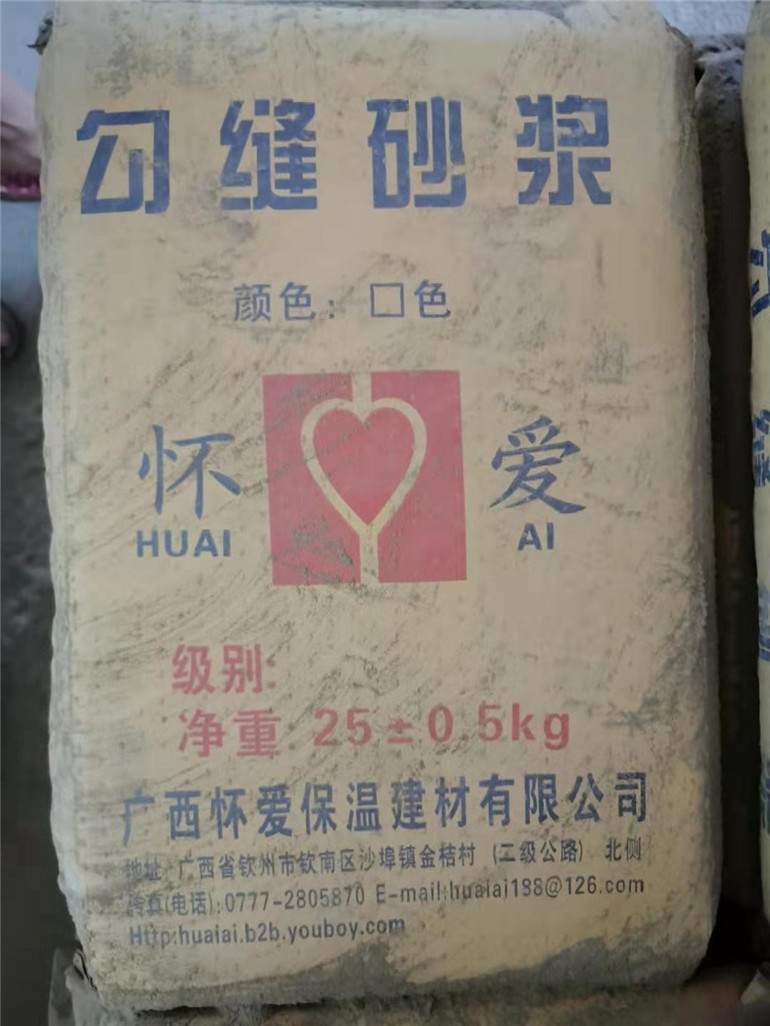 勾缝砂浆
颜色：□色
怀 爱
HUAI AI
级别:
净重: 25±0.5kg
广西怀爱保温建材有限公司
地址:广西省钦州市钦南区沙埠镇金桔村 (二级公路) 北侧
传真(电话):0777-2805870 E-mail:huaiai188@126.com
Http:huaiai.b2b.youboy.com